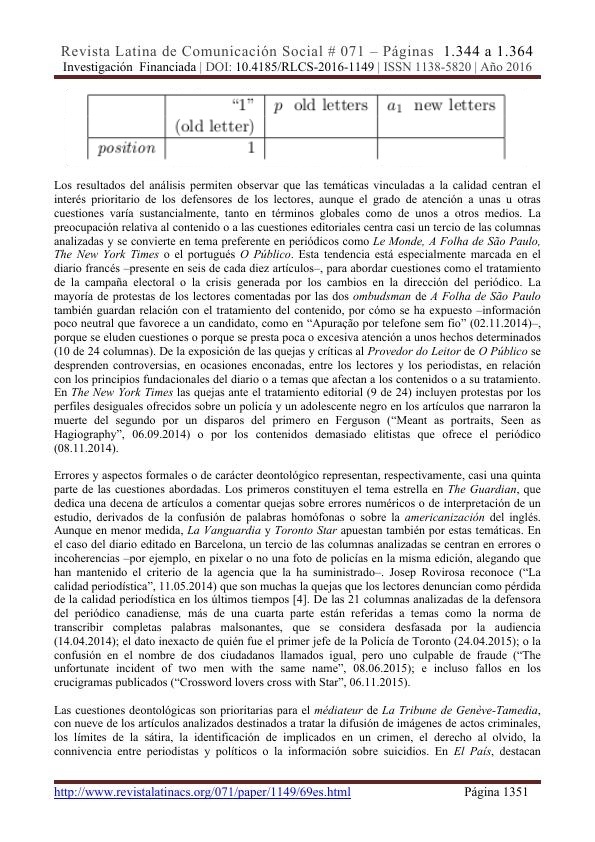 Revista Latina de Comunicación Social # 071 – Páginas 1.344 a 1.364
Investigación Financiada | DOI: 10.4185/RLCS-2016-1149 | ISSN 1138-5820 | Año 2016
“1” p old letters a₁ new letters
(old letter)
position 1
Los resultados del análisis permiten observar que las temáticas vinculadas a la calidad centran el
interés prioritario de los defensores de los lectores, aunque el grado de atención a unas u otras
cuestiones varía sustancialmente, tanto en términos globales como de unos a otros medios. La
preocupación relativa al contenido o a las cuestiones editoriales centra casi un tercio de las columnas
analizadas y se convierte en tema preferente en periódicos como Le Monde, A Folha de São Paulo,
The New York Times o el portugués O Público. Esta tendencia está especialmente marcada en el
diario francés –presente en seis de cada diez artículos–, para abordar cuestiones como el tratamiento
de la campaña electoral o la crisis generada por los cambios en la dirección del periódico. La
mayoría de protestas de los lectores comentadas por las dos ombudsman de A Folha de São Paulo
también guardan relación con el tratamiento del contenido, por cómo se ha expuesto –información
poco neutral que favorece a un candidato, como en “Apuração por telefone sem fio” (02.11.2014)–,
porque se eluden cuestiones o porque se presta poca o excesiva atención a unos hechos determinados
(10 de 24 columnas). De la exposición de las quejas y críticas al Provedor do Leitor de O Público se
desprenden controversias, en ocasiones enconadas, entre los lectores y los periodistas, en relación
con los principios fundacionales del diario o a temas que afectan a los contenidos o a su tratamiento.
En The New York Times las quejas ante el tratamiento editorial (9 de 24) incluyen protestas por los
perfiles desiguales ofrecidos sobre un policía y un adolescente negro en los artículos que narraron la
muerte del segundo por un disparos del primero en Ferguson (“Meant as portraits, Seen as
Hagiography”, 06.09.2014) o por los contenidos demasiado elitistas que ofrece el periódico
(08.11.2014).
Errores y aspectos formales o de carácter deontológico representan, respectivamente, casi una quinta
parte de las cuestiones abordadas. Los primeros constituyen el tema estrella en The Guardian, que
dedica una decena de artículos a comentar quejas sobre errores numéricos o de interpretación de un
estudio, derivados de la confusión de palabras homófonas o sobre la americanización del inglés.
Aunque en menor medida, La Vanguardia y Toronto Star apuestan también por estas temáticas. En
el caso del diario editado en Barcelona, un tercio de las columnas analizadas se centran en errores o
incoherencias –por ejemplo, en pixelar o no una foto de policías en la misma edición, alegando que
han mantenido el criterio de la agencia que la ha suministrado–. Josep Rovirosa reconoce (“La
calidad periodística”, 11.05.2014) que son muchas la quejas que los lectores denuncian como pérdida
de la calidad periodística en los últimos tiempos [4]. De las 21 columnas analizadas de la defensora
del periódico canadiense, más de una cuarta parte están referidas a temas como la norma de
transcribir completas palabras malsonantes, que se considera desfasada por la audiencia
(14.04.2014); el dato inexacto de quién fue el primer jefe de la Policía de Toronto (24.04.2015); o la
confusión en el nombre de dos ciudadanos llamados igual, pero uno culpable de fraude (“The
unfortunate incident of two men with the same name”, 08.06.2015); e incluso fallos en los
crucigramas publicados (“Crossword lovers cross with Star”, 06.11.2015).
Las cuestiones deontológicas son prioritarias para el médiateur de La Tribune de Genève-Tamedia,
con nueve de los artículos analizados destinados a tratar la difusión de imágenes de actos criminales,
los límites de la sátira, la identificación de implicados en un crimen, el derecho al olvido, la
connivencia entre periodistas y políticos o la información sobre suicidios. En El País, destacan
http://www.revistalatinacs.org/071/paper/1149/69es.html Página 1351